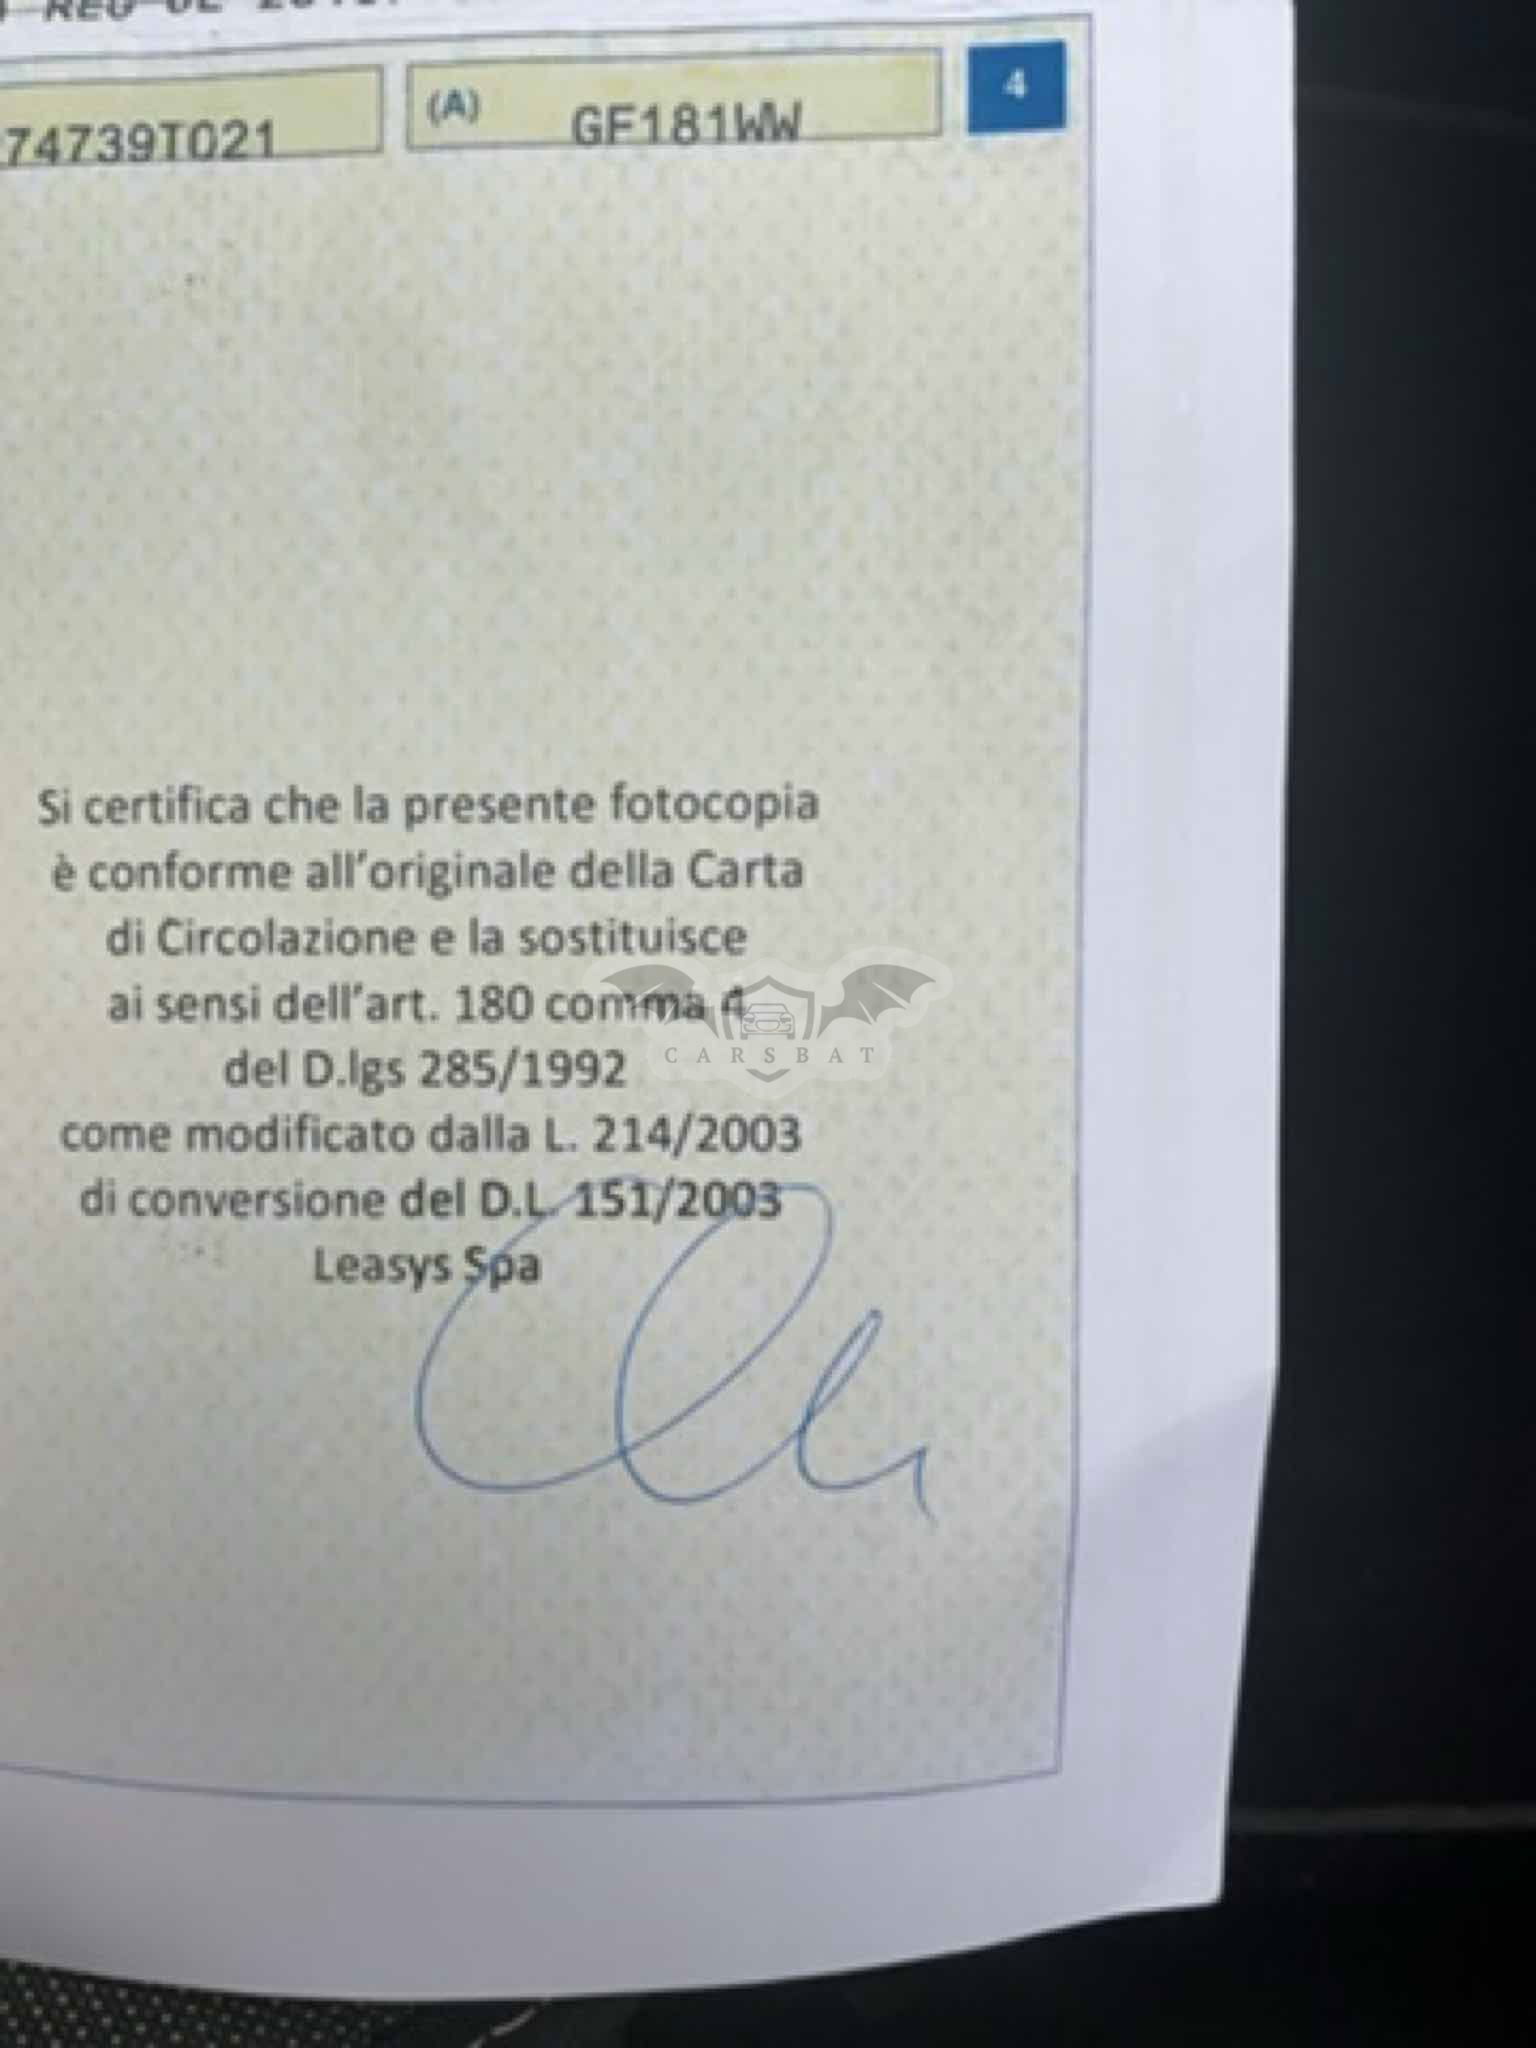 74739T021
(A) GF181WW
4
Si certifica che la presente fotocopia
è conforme all'originale della Carta
di Circolazione e la sostituisce
ai sensi dell'art. 180 comma 4
del D.lgs 285/1992
come modificato dalla L. 214/2003
di conversione del D.L. 151/2003
Leasys Spa
CARSBAT